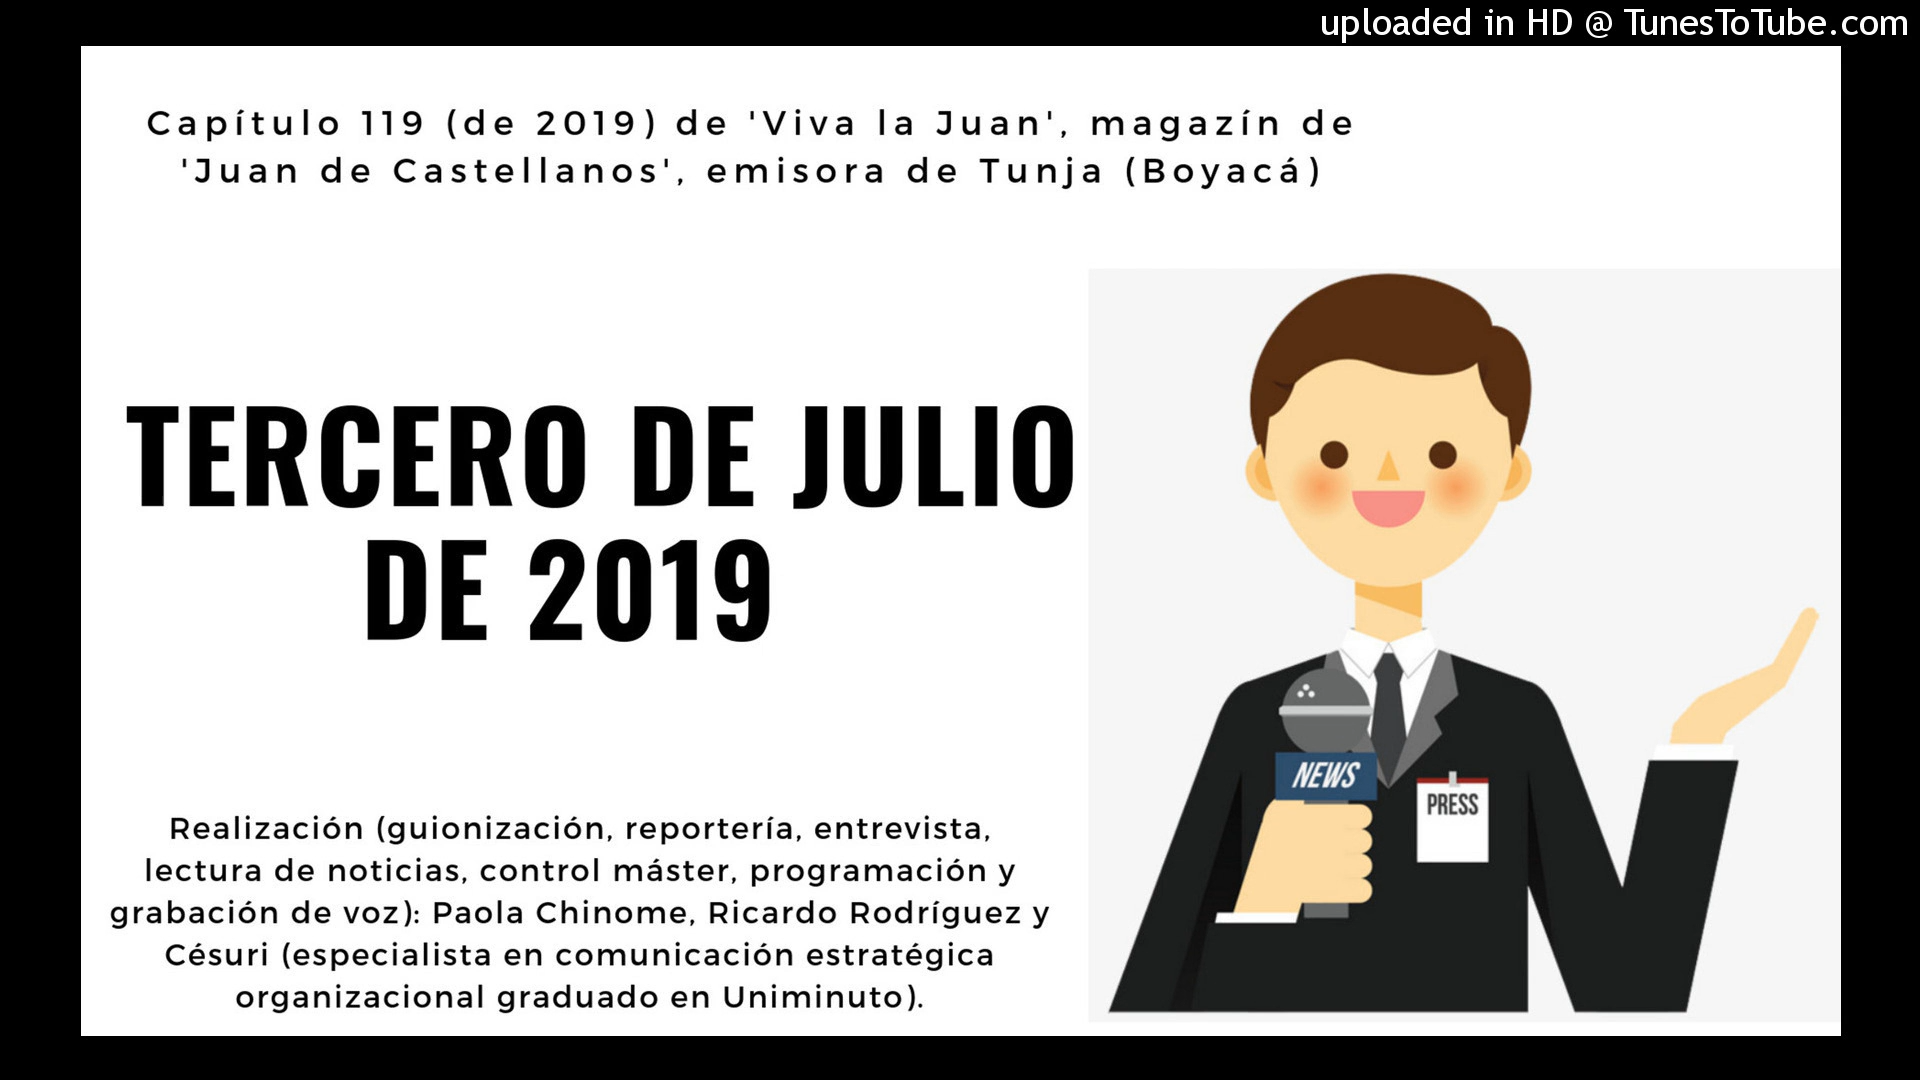 uploaded in HD @ TunesToTube.com
Capítulo 119 (de 2019) de 'Viva la Juan', magazín de
'Juan de Castellanos', emisora de Tunja (Boyacá)
TERCERO DE JULIO
DE 2019
NEWS
PRESS
Realización (guionización, reportería, entrevista,
lectura de noticias, control máster, programación y
grabación de voz): Paola Chinome, Ricardo Rodríguez y
Césuri (especialista en comunicación estratégica
organizacional graduado en Uniminuto).